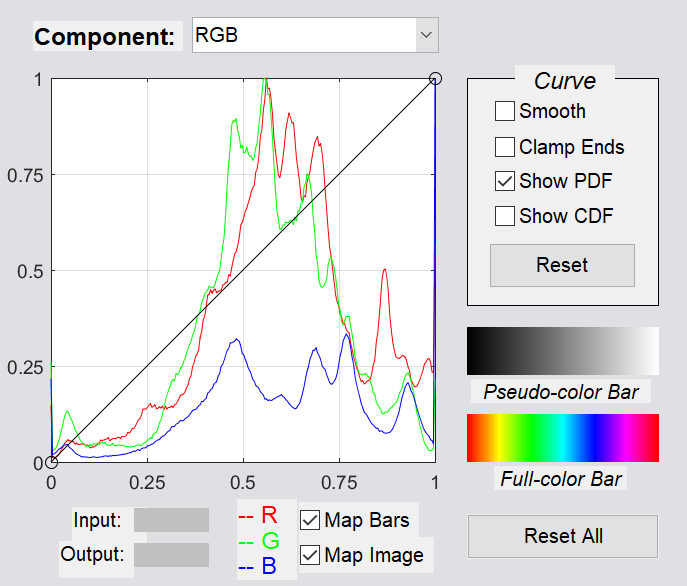 Component: RGB
Curve
Smooth
Clamp Ends
Show PDF
Show CDF
Reset
1
0.75
0.5
0.25
0
0 0.25 0.5 0.75 1
Pseudo-color Bar
Full-color Bar
Input:
Output:
-- R
-- G
-- B
Map Bars
Map Image
Reset All